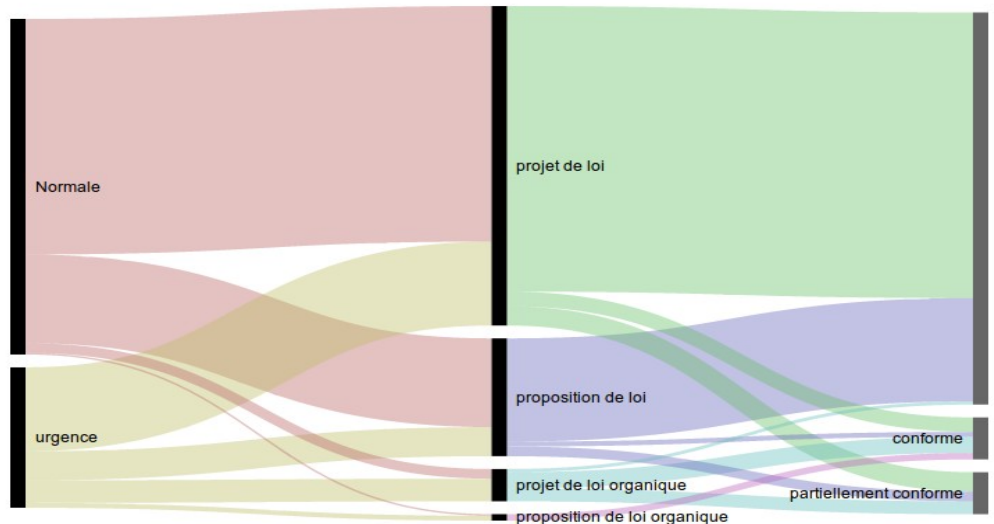 projet de loi
Normale
proposition de loi
urgence
conforme
projet de loi organique
partiellement conforme
proposition de loi organique